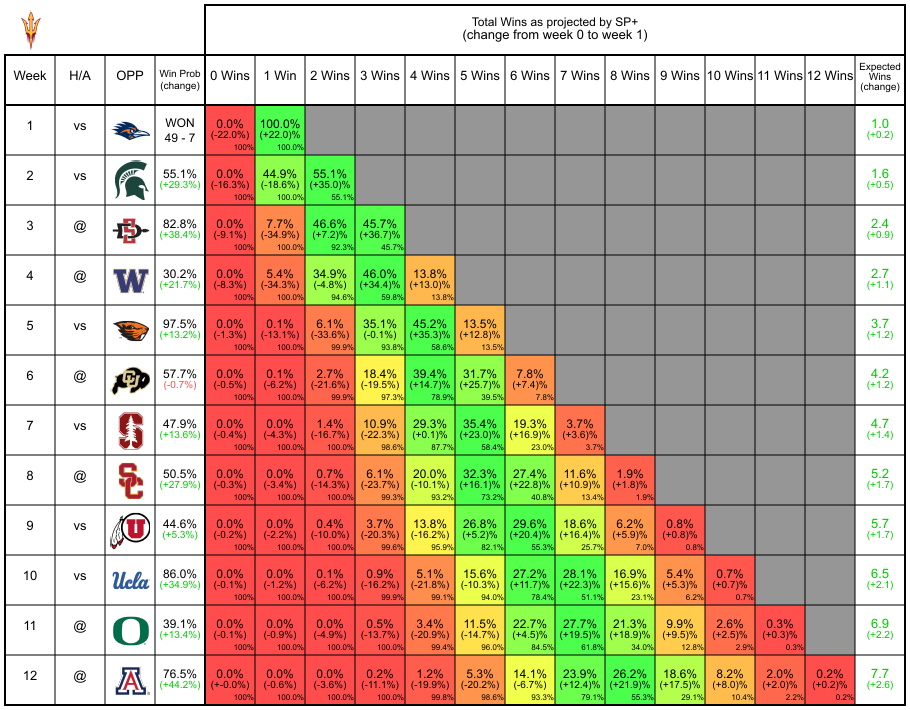 Total Wins as projected by SP+
(change from week 0 to week 1)
Week H/A OPP Win Prob (change) 0 Wins 1 Win 2 Wins 3 Wins 4 Wins 5 Wins 6 Wins 7 Wins 8 Wins 9 Wins 10 Wins 11 Wins 12 Wins Expected Wins (change)
1 vs WON 0.0% 100.0% 1.0
49 - 7 (-22.0%) (+22.0)% (+0.2)
100% 100.0%
2 vs 55.1% 0.0% 44.9% 55.1% 1.6
(+29.3%) (-16.3%) (-18.6%) (+35.0)% (+0.5)
100% 100.0% 55.1%
3 @ SD 82.8% 0.0% 7.7% 46.6% 45.7% 2.4
(+38.4%) (-9.1%) (-34.9%) (+7.2)% (+36.7)% (+0.9)
100% 100.0% 92.3% 45.7%
4 @ W 30.2% 0.0% 5.4% 34.9% 46.0% 13.8% 2.7
(+21.7%) (-8.3%) (-34.3%) (-4.8%) (+34.4)% (+13.0)% (+1.1)
100% 100.0% 94.6% 59.8% 13.8%
5 vs 97.5% 0.0% 0.1% 6.1% 35.1% 45.2% 13.5% 3.7
(+13.2%) (-1.3%) (-13.1%) (-33.6%) (-0.1%) (+35.3)% (+12.8)% (+1.2)
100% 100.0% 99.9% 93.8% 58.6% 13.5%
6 @ CU 57.7% 0.0% 0.1% 2.7% 18.4% 39.4% 31.7% 7.8% 4.2
(-0.7%) (-0.5%) (-6.2%) (-21.6%) (-19.5%) (+14.7)% (+25.7)% (+7.4)% (+1.2)
100% 100.0% 99.9% 97.3% 78.9% 39.5% 7.8%
7 vs S 47.9% 0.0% 0.0% 1.4% 10.9% 29.3% 35.4% 19.3% 3.7% 4.7
(+13.6%) (-0.4%) (-4.3%) (-16.7%) (-22.3%) (+0.1)% (+23.0)% (+16.9)% (+3.6)% (+1.4)
100% 100.0% 100.0% 98.6% 87.7% 58.4% 23.0% 3.7%
8 @ SC 50.5% 0.0% 0.0% 0.7% 6.1% 20.0% 32.3% 27.4% 11.6% 1.9% 5.2
(+27.9%) (-0.3%) (-3.4%) (-14.3%) (-23.7%) (-10.1%) (+16.1)% (+22.8)% (+10.9)% (+1.8)% (+1.7)
100% 100.0% 100.0% 99.3% 93.2% 73.2% 40.8% 13.4% 1.9%
9 vs U 44.6% 0.0% 0.0% 0.4% 3.7% 13.8% 26.8% 29.6% 18.6% 6.2% 0.8% 5.7
(+5.3%) (-0.2%) (-2.2%) (-10.0%) (-20.3%) (-16.2%) (+5.2)% (+20.4)% (+16.4)% (+5.9)% (+0.8)% (+1.7)
100% 100.0% 100.0% 99.6% 95.9% 82.1% 55.3% 25.7% 7.0% 0.8%
10 vs Ucla 86.0% 0.0% 0.0% 0.1% 0.9% 5.1% 15.6% 27.2% 28.1% 16.9% 5.4% 0.7% 6.5
(+34.9%) (-0.1%) (-1.2%) (-6.2%) (-16.2%) (-21.8%) (-10.3%) (+11.7)% (+22.3)% (+15.6)% (+5.3)% (+0.7)% (+2.1)
100% 100.0% 100.0% 99.9% 99.1% 94.0% 78.4% 51.1% 23.1% 6.2% 0.7%
11 @ O 39.1% 0.0% 0.0% 0.0% 0.5% 3.4% 11.5% 22.7% 27.7% 21.3% 9.9% 2.6% 0.3% 6.9
(+13.4%) (-0.1%) (-0.9%) (-4.9%) (-13.7%) (-20.9%) (-14.7%) (+4.5)% (+19.5)% (+18.9)% (+9.5)% (+2.5)% (+0.3)% (+2.2)
100% 100.0% 100.0% 100.0% 99.4% 96.0% 84.5% 61.8% 34.0% 12.8% 2.9% 0.3%
12 @ A 76.5% 0.0% 0.0% 0.0% 0.2% 1.2% 5.3% 14.1% 23.9% 26.2% 18.6% 8.2% 2.0% 0.2% 7.7
(+44.2%) (+-0.0%) (-0.6%) (-3.6%) (-11.1%) (-19.9%) (-20.2%) (-6.7%) (+12.4)% (+21.9)% (+17.5)% (+8.0)% (+2.0)% (+0.2)% (+2.6)
100% 100.0% 100.0% 100.0% 99.8% 98.6% 93.3% 79.1% 55.3% 29.1% 10.4% 2.2% 0.2%